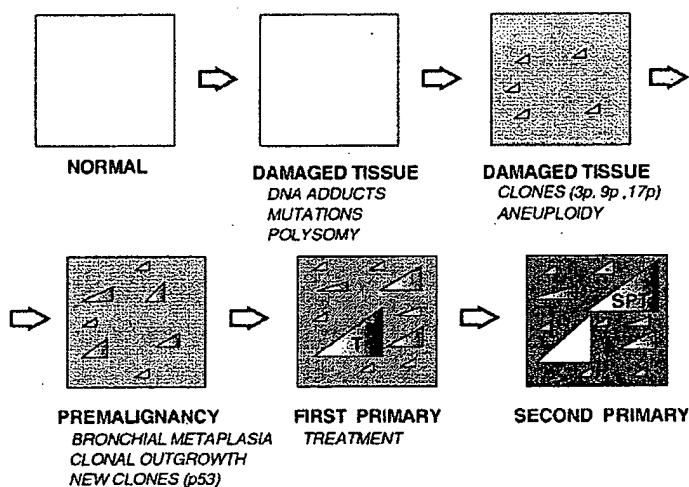 NORMAL
DAMAGED TISSUE
DNA ADDUCTS
MUTATIONS
POLYSOMY
DAMAGED TISSUE
CLONES (3p, 9p ,17p)
ANEUPLOIDY
PREMALIGNANCY
BRONCHIAL METAPLASIA
CLONAL OUTGROWTH
NEW CLONES (p53)
T
FIRST PRIMARY
TREATMENT
SPT
SECOND PRIMARY